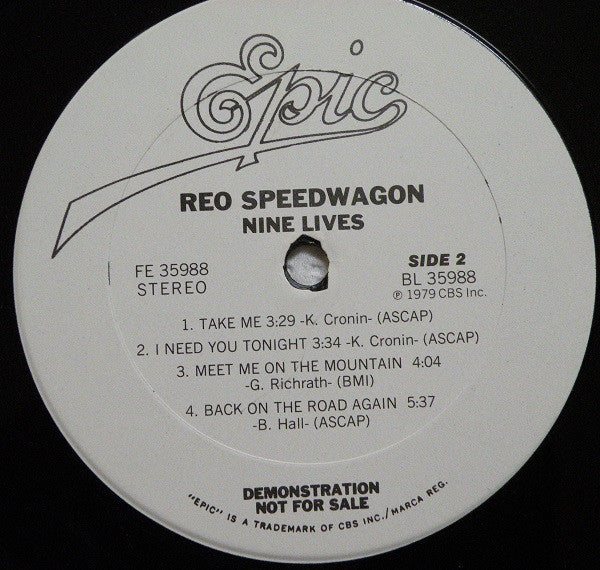 Epic
REO SPEEDWAGON
NINE LIVES
FE 35988
STEREO
SIDE 2
BL 35988
℗ 1979 CBS Inc.
1. TAKE ME 3:29 -K. Cronin- (ASCAP)
2. I NEED YOU TONIGHT 3:34 -K. Cronin- (ASCAP)
3. MEET ME ON THE MOUNTAIN 4:04
-G. Richrath- (BMI)
4. BACK ON THE ROAD AGAIN 5:37
-B. Hall- (ASCAP)
DEMONSTRATION
NOT FOR SALE
"EPIC" IS A TRADEMARK OF CBS INC./MARCA REG.